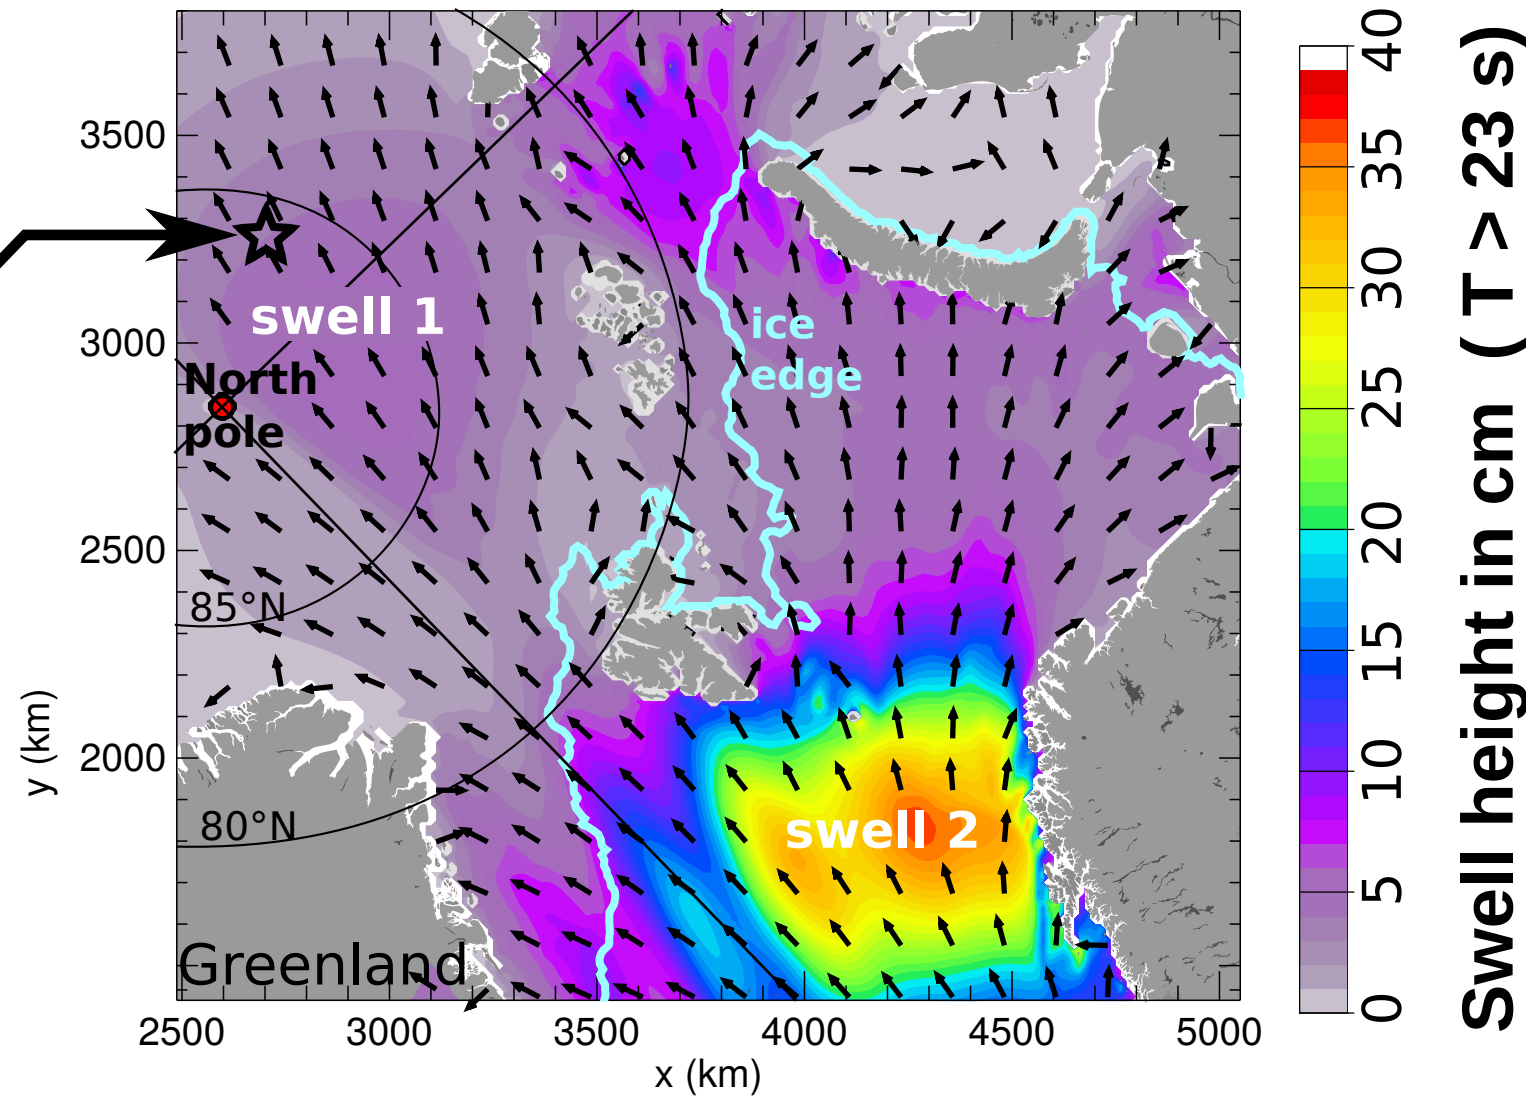 3500
3000
2500
2000
y (km)
2500
3000
3500
4000
4500
5000
x (km)
swell 1
North
pole
85°N
80°N
Greenland
ice
edge
swell 2
40
35
30
25
20
15
10
5
0
Swell height in cm ( T > 23 s)